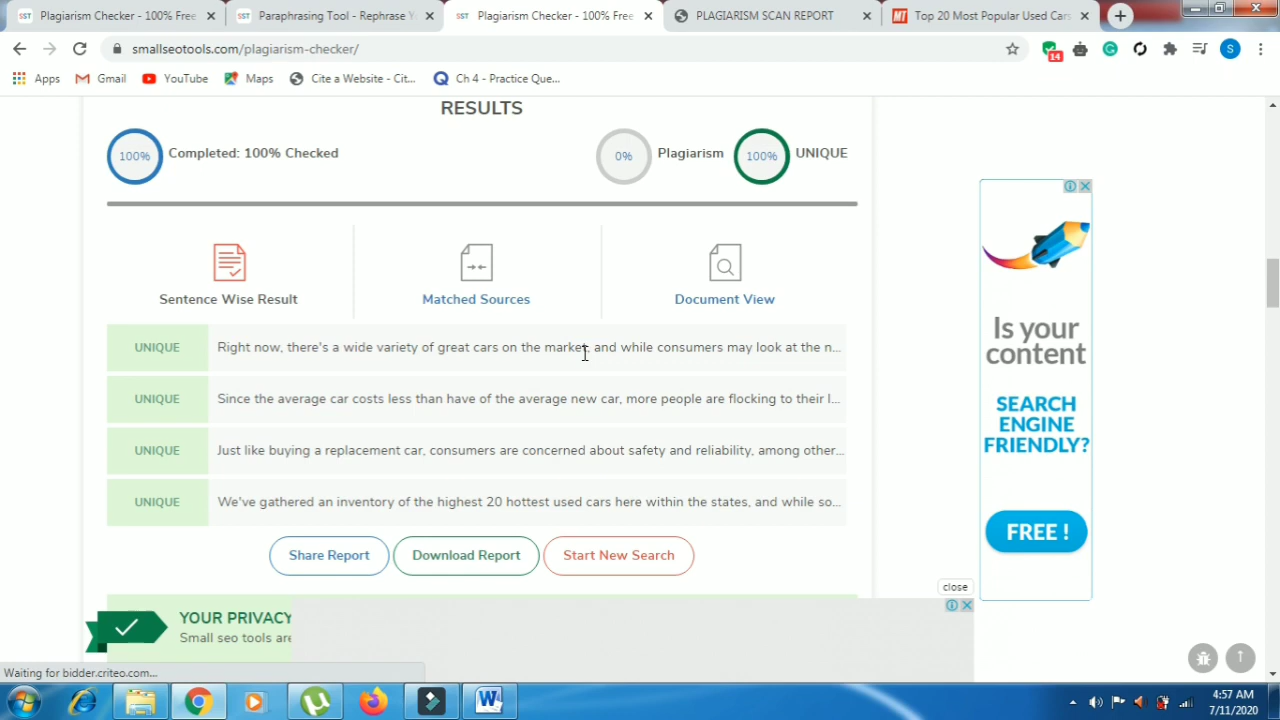 Plagiarism Checker - 100% Free
Paraphrasing Tool - Rephrase Y
Plagiarism Checker - 100% Free
PLAGIARISM SCAN REPORT
Top 20 Most Popular Used Cars
smallseotools.com/plagiarism-checker/
14
S
Apps
Gmail
YouTube
Maps
Cite a Website - Cit...
Ch 4 - Practice Que...
RESULTS
100%
Completed: 100% Checked
0%
Plagiarism
100%
UNIQUE
Sentence Wise Result
Matched Sources
Document View
UNIQUE Right now, there's a wide variety of great cars on the market, and while consumers may look at the n...
UNIQUE Since the average car costs less than have of the average new car, more people are flocking to their l...
UNIQUE Just like buying a replacement car, consumers are concerned about safety and reliability, among other...
UNIQUE We've gathered an inventory of the highest 20 hottest used cars here within the states, and while so...
Share Report
Download Report
Start New Search
Is your
content
SEARCH
ENGINE
FRIENDLY?
FREE !
close
YOUR PRIVACY
Small seo tools are
Waiting for bidder.criteo.com...
4:57 AM
7/11/2020